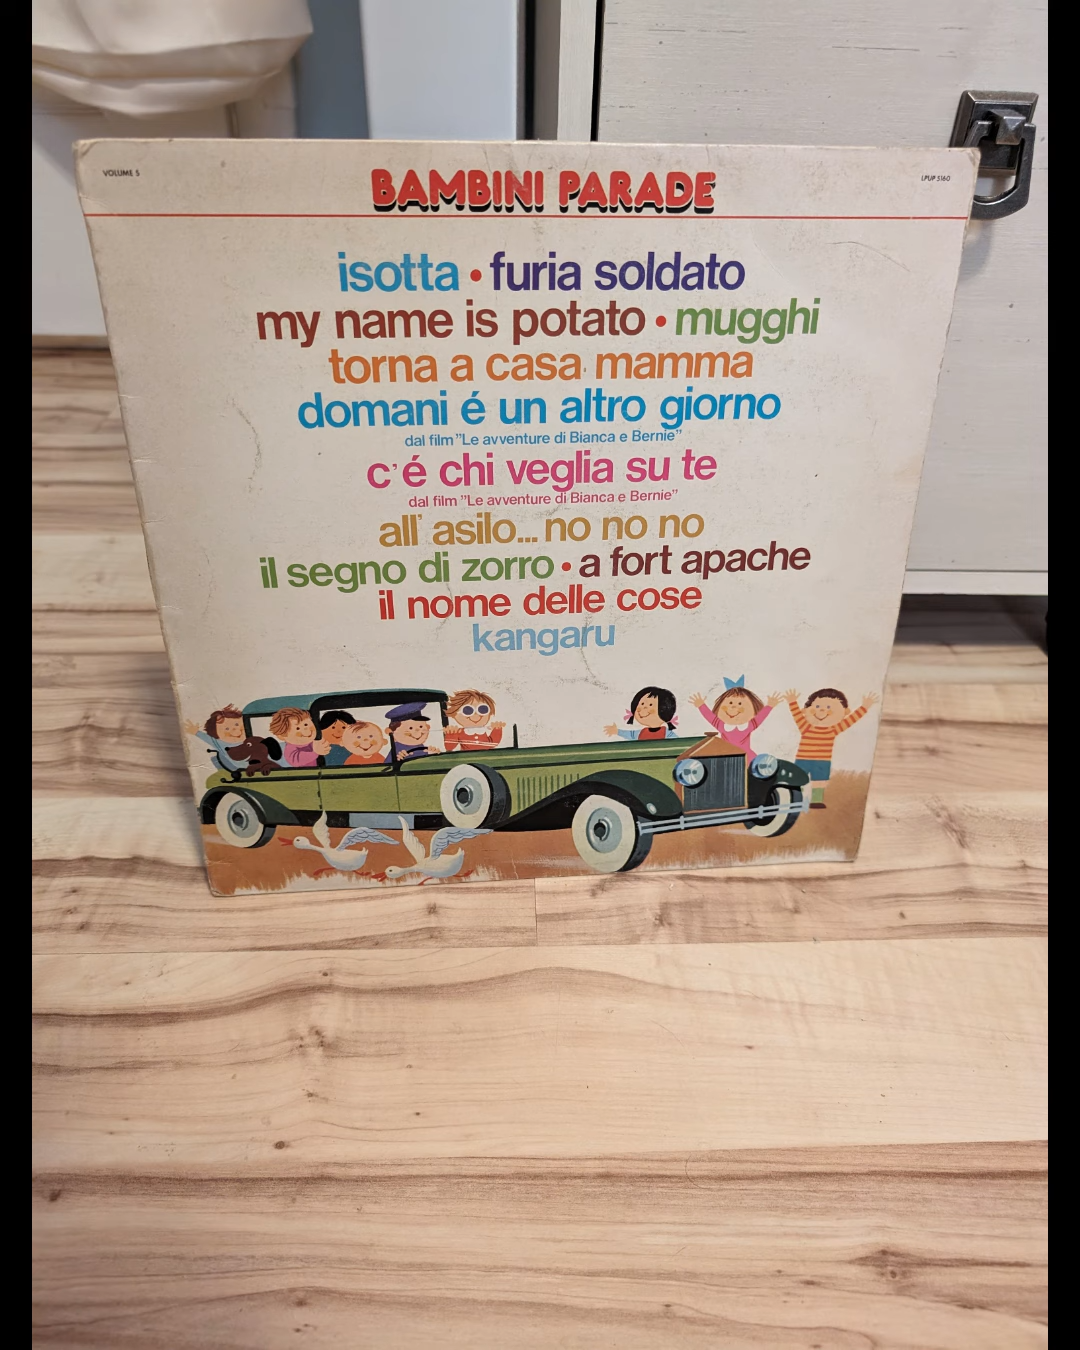 VOLUME 5
BAMBINI PARADE
LPUP 5160
isotta • furia soldato
my name is potato • mugghi
torna a casa mamma
domani é un altro giorno
dal film "Le avventure di Bianca e Bernie"
c'é chi veglia su te
dal film "Le avventure di Bianca e Bernie"
all' asilo... no no no
il segno di zorro • a fort apache
il nome delle cose
kangaru